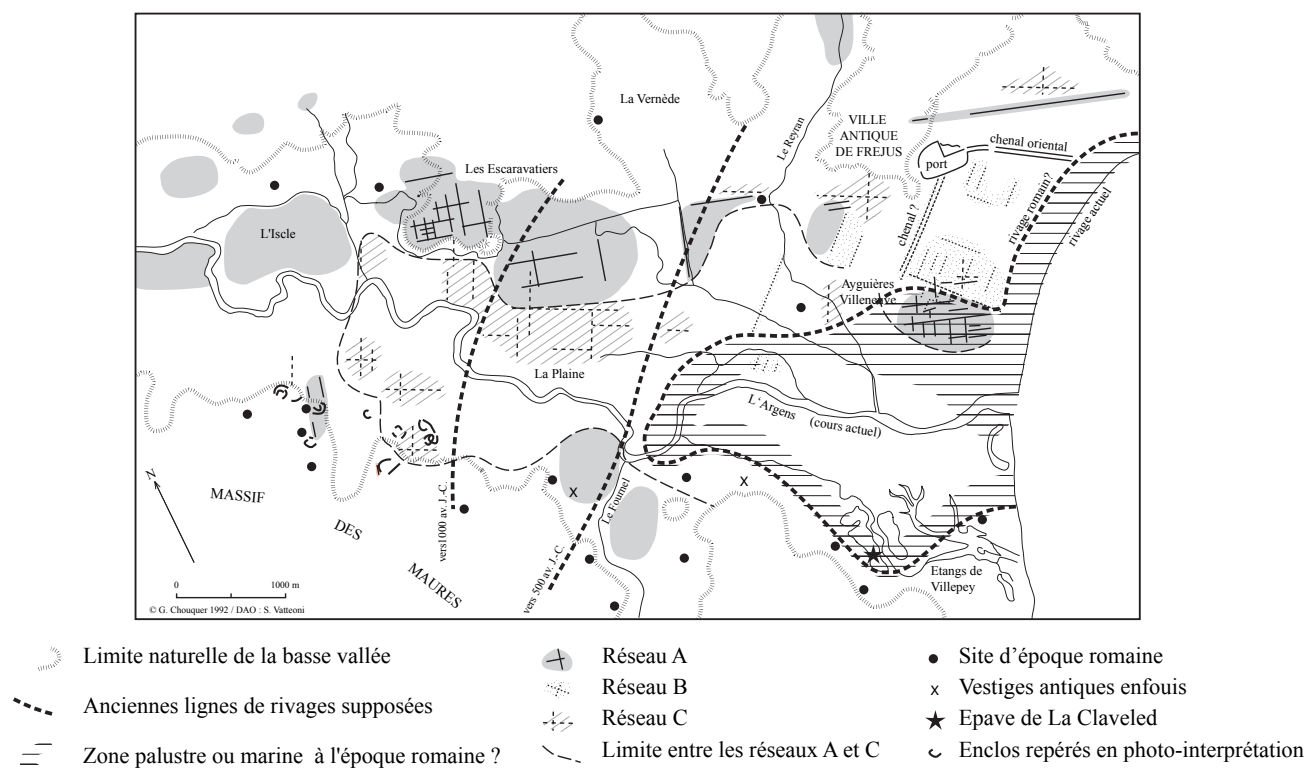 La Vernède
Le Reyran
VILLE
ANTIQUE
DE FREJUS
port
chenal oriental
chenal ?
rivage romain?
rivage actuel
Les Escaravatiers
L'Iscle
Ayguières
Villeneuve
La Plaine
L'Argens
(cours actuel)
Le Fournel
N
MASSIF
DES
MAURES
vers1000 av. J.-C.
vers 500 av. J.-C.
Etangs de
Villepey
0 1000 m
© G. Chouquer 1992 / DAO : S. Vatteoni
Limite naturelle de la basse vallée
Anciennes lignes de rivages supposées
Zone palustre ou marine à l'époque romaine ?
Réseau A
Réseau B
Réseau C
Limite entre les réseaux A et C
Site d'époque romaine
x Vestiges antiques enfouis
Epave de La Claveled
Enclos repérés en photo-interprétation